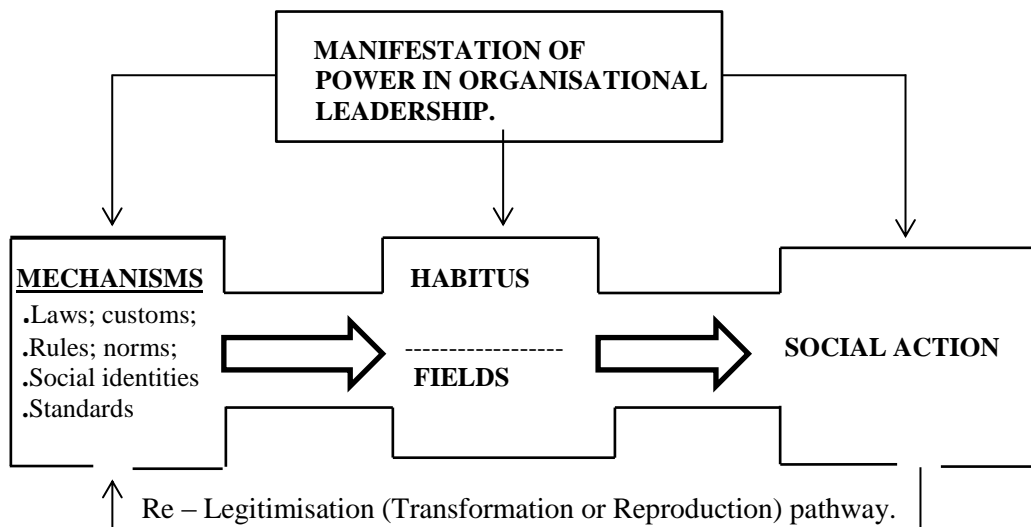 MANIFESTATION OF
POWER IN ORGANISATIONAL
LEADERSHIP.
MECHANISMS
.Laws; customs;
.Rules; norms;
.Social identities
.Standards
HABITUS
------------------
FIELDS
SOCIAL ACTION
Re – Legitimisation (Transformation or Reproduction) pathway.